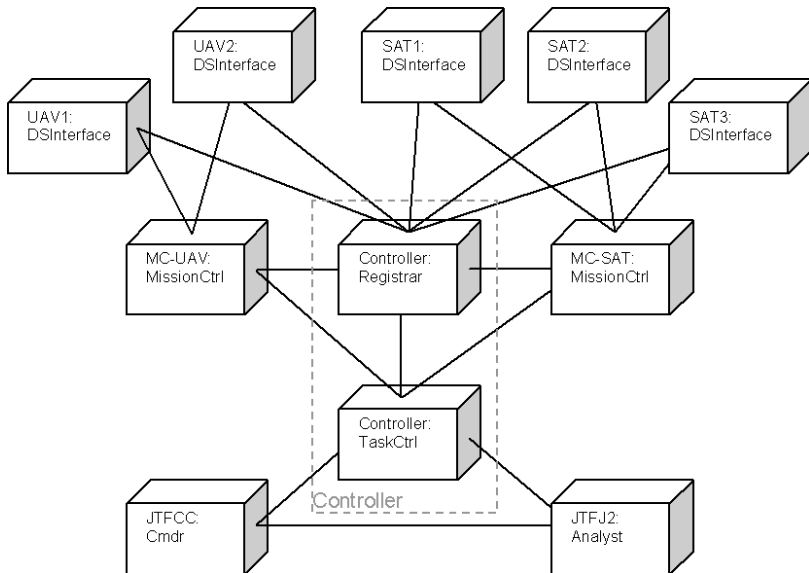 UAV2:
DSInterface
SAT1:
DSInterface
SAT2:
DSInterface
UAV1:
DSInterface
SAT3:
DSInterface
MC-UAV:
MissionCtrl
Controller:
Registrar
MC-SAT:
MissionCtrl
Controller:
TaskCtrl
Controller
JTFCC:
Cmdr
JTFJ2:
Analyst